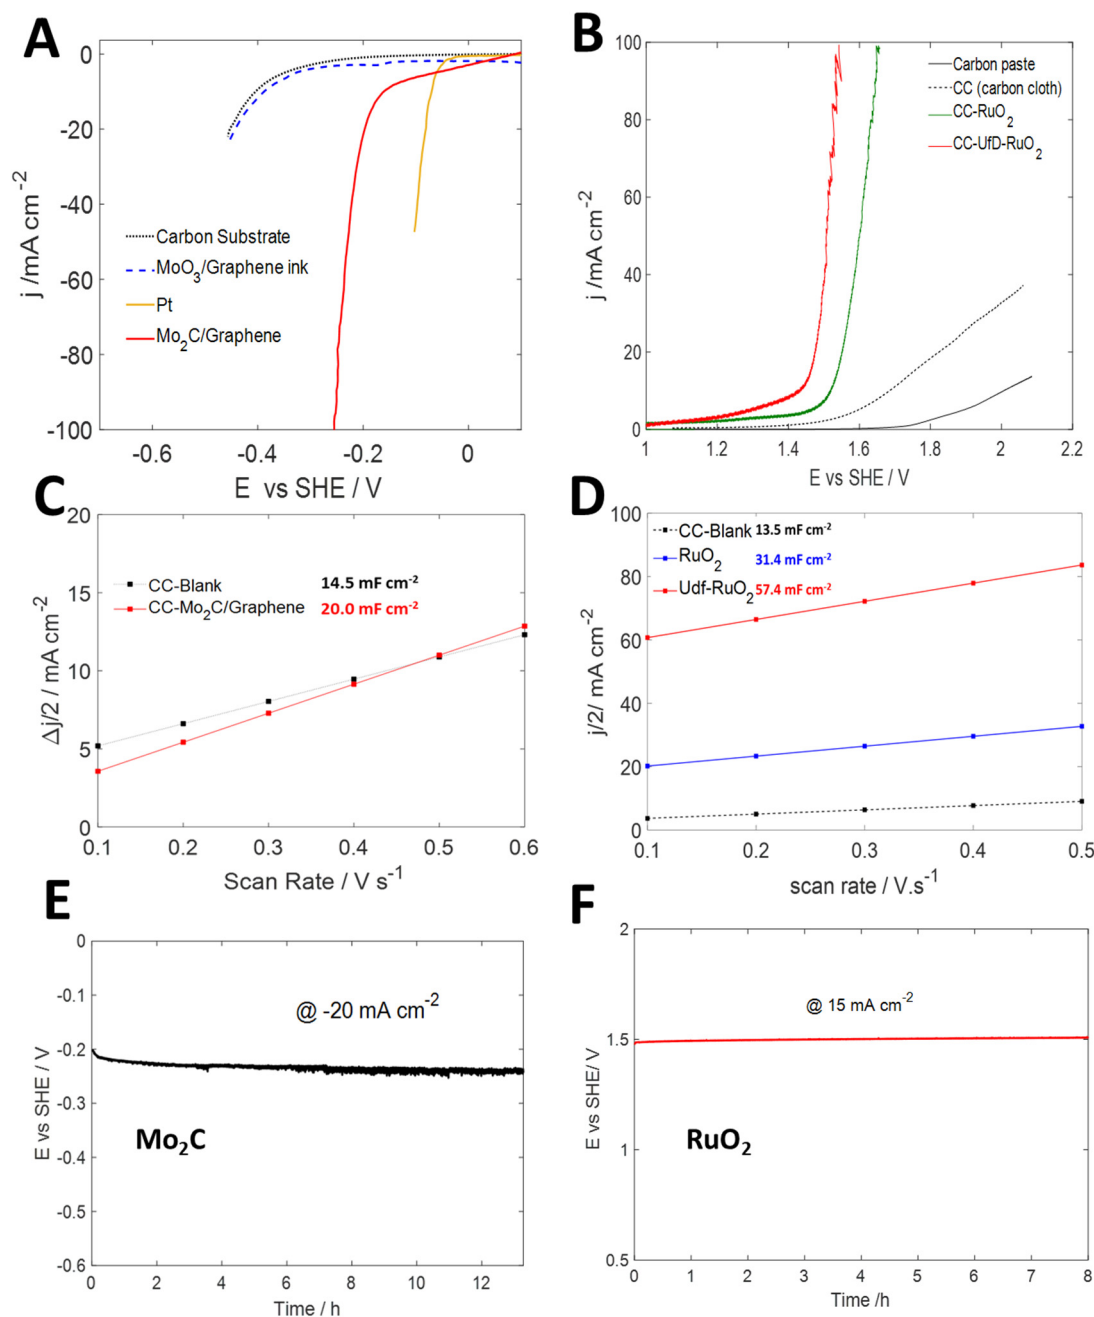 A
0
-20
-40
-60
-80
-100
j /mA cm⁻²
Carbon Substrate
MoO₃/Graphene ink
Pt
Mo₂C/Graphene
-0.6
-0.4
-0.2
0
E vs SHE / V
B
100
80
60
40
20
0
j /mA cm⁻²
Carbon paste
CC (carbon cloth)
CC-RuO₂
CC-UfD-RuO₂
1
1.2
1.4
1.6
1.8
2
2.2
E vs SHE / V
C
20
15
10
5
0
Δj/2 / mA cm⁻²
CC-Blank 14.5 mF cm⁻²
CC-Mo₂C/Graphene 20.0 mF cm⁻²
0.1
0.2
0.3
0.4
0.5
0.6
Scan Rate / V s⁻¹
D
100
80
60
40
20
0
j/2/ mA cm⁻²
CC-Blank 13.5 mF cm⁻²
RuO₂ 31.4 mF cm⁻²
Udf-RuO₂ 57.4 mF cm⁻²
0.1
0.2
0.3
0.4
0.5
scan rate / V.s⁻¹
E
0
-0.1
-0.2
-0.3
-0.4
-0.5
-0.6
E vs SHE / V
@ -20 mA cm⁻²
Mo₂C
0
2
4
6
8
10
12
Time / h
F
2
1.5
1
0.5
E vs SHE/ V
@ 15 mA cm⁻²
RuO₂
0
1
2
3
4
5
6
7
8
Time /h